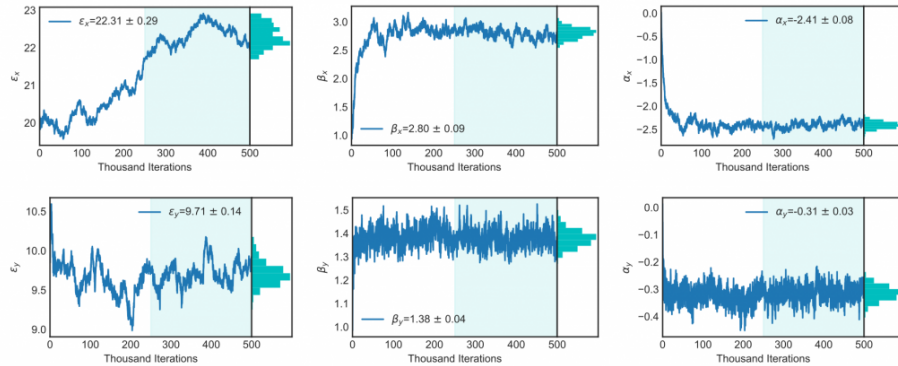 23
22
21
20
εx
εx=22.31 ± 0.29
0 100 200 300 400 500
Thousand Iterations
3.0
2.5
2.0
1.5
1.0
βx
βx=2.80 ± 0.09
0 100 200 300 400 500
Thousand Iterations
0.0
−0.5
−1.0
−1.5
−2.0
−2.5
αx
αx=-2.41 ± 0.08
0 100 200 300 400 500
Thousand Iterations
10.5
10.0
9.5
9.0
εy
εy=9.71 ± 0.14
0 100 200 300 400 500
Thousand Iterations
1.5
1.4
1.3
1.2
1.1
1.0
βy
βy=1.38 ± 0.04
0 100 200 300 400 500
Thousand Iterations
0.0
−0.1
−0.2
−0.3
−0.4
αy
αy=-0.31 ± 0.03
0 100 200 300 400 500
Thousand Iterations